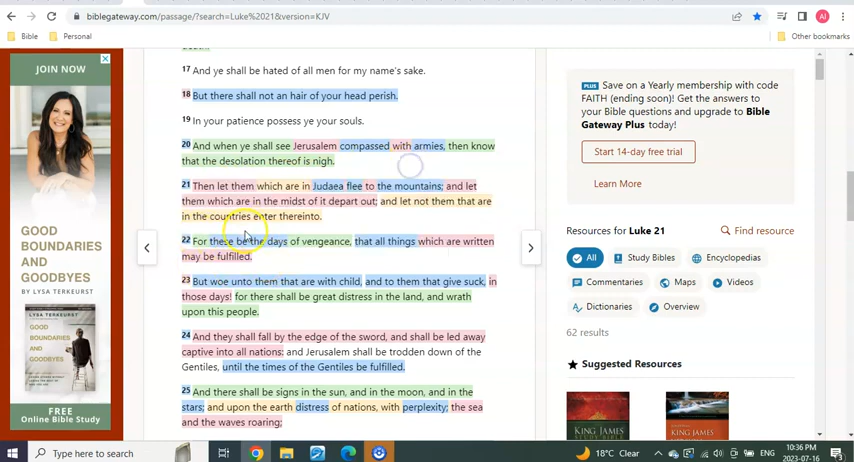 biblegateway.com/passage/?search=Luke%2021&version=KJV
AI
Bible
Personal
Other bookmarks
JOIN NOW
GOOD
BOUNDARIES
AND
GOODBYES
BY LYSA TERKEURST
LYSA TERKEURST
GOOD
BOUNDARIES
AND
GOODBYES
FREE
Online Bible Study
death.
17 And ye shall be hated of all men for my name's sake.
18 But there shall not an hair of your head perish.
19 In your patience possess ye your souls.
20 And when ye shall see Jerusalem compassed with armies, then know
that the desolation thereof is nigh.
21 Then let them which are in Judaea flee to the mountains; and let
them which are in the midst of it depart out; and let not them that are
in the countries enter thereinto.
22 For these be the days of vengeance, that all things which are written
may be fulfilled.
23 But woe unto them that are with child, and to them that give suck, in
those days! for there shall be great distress in the land, and wrath
upon this people.
24 And they shall fall by the edge of the sword, and shall be led away
captive into all nations: and Jerusalem shall be trodden down of the
Gentiles, until the times of the Gentiles be fulfilled.
25 And there shall be signs in the sun, and in the moon, and in the
stars; and upon the earth distress of nations, with perplexity; the sea
and the waves roaring;
PLUS Save on a Yearly membership with code
FAITH (ending soon)! Get the answers to
your Bible questions and upgrade to Bible
Gateway Plus today!
Start 14-day free trial
Learn More
Resources for Luke 21
Find resource
All
Study Bibles
Encyclopedias
Commentaries
Maps
Videos
Dictionaries
Overview
62 results
Suggested Resources
KING JAMES
KING JAMES
Type here to search
18°C Clear
ENG
10:36 PM
2023-07-16
3